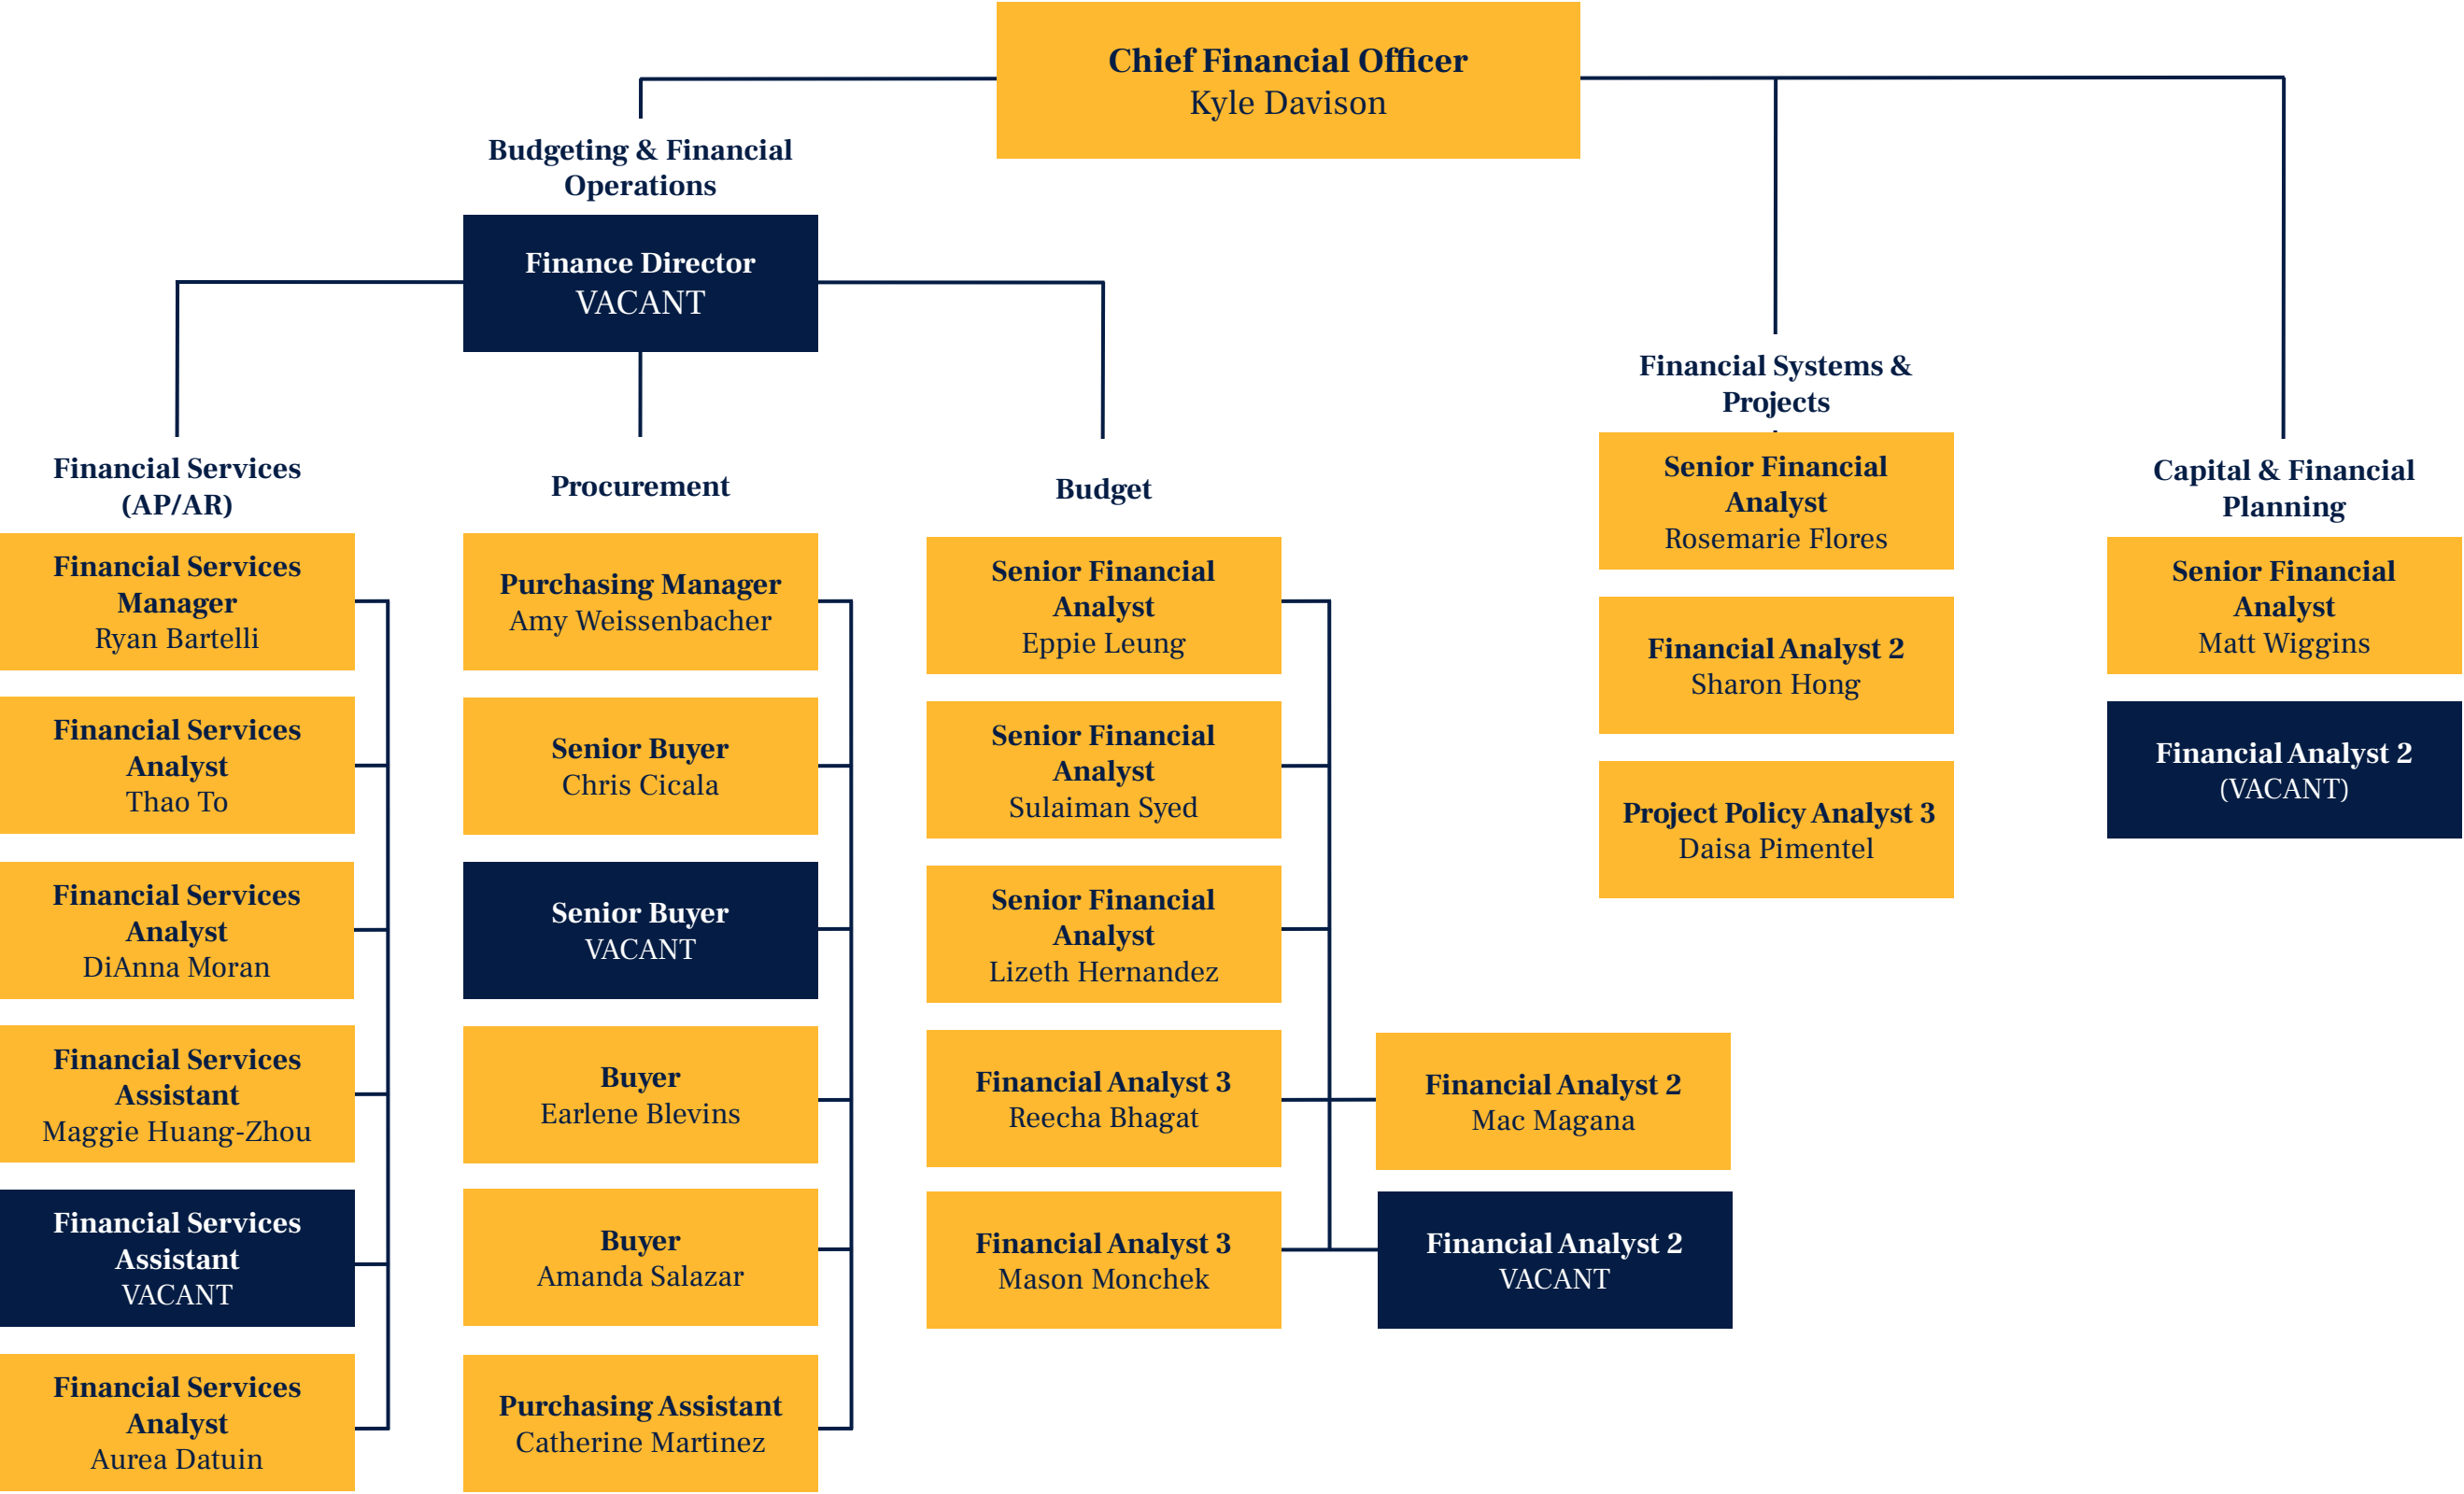 Chief Financial Officer
Kyle Davison
Budgeting & Financial
Operations
Finance Director
VACANT
Financial Services
(AP/AR)
Financial Services
Manager
Ryan Bartelli
Financial Services
Analyst
Thao To
Financial Services
Analyst
DiAnna Moran
Financial Services
Assistant
Maggie Huang-Zhou
Financial Services
Assistant
VACANT
Financial Services
Analyst
Aurea Datuin
Procurement
Purchasing Manager
Amy Weissenbacher
Senior Buyer
Chris Cicala
Senior Buyer
VACANT
Buyer
Earlene Blevins
Buyer
Amanda Salazar
Purchasing Assistant
Catherine Martinez
Budget
Senior Financial
Analyst
Eppie Leung
Senior Financial
Analyst
Sulaiman Syed
Senior Financial
Analyst
Lizeth Hernandez
Financial Analyst 3
Reecha Bhagat
Financial Analyst 3
Mason Monchek
Financial Analyst 2
Mac Magana
Financial Analyst 2
VACANT
Financial Systems &
Projects
Senior Financial
Analyst
Rosemarie Flores
Financial Analyst 2
Sharon Hong
Project Policy Analyst 3
Daisa Pimentel
Capital & Financial
Planning
Senior Financial
Analyst
Matt Wiggins
Financial Analyst 2
(VACANT)